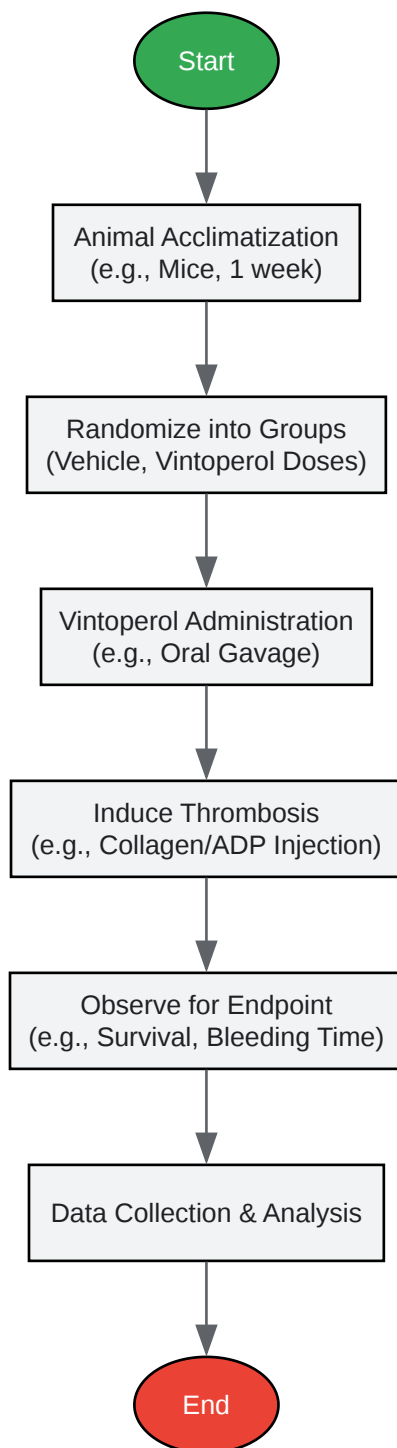 Start
Animal Acclimatization
(e.g., Mice, 1 week)
Randomize into Groups
(Vehicle, Vintoperol Doses)
Vintoperol Administration
(e.g., Oral Gavage)
Induce Thrombosis
(e.g., Collagen/ADP Injection)
Observe for Endpoint
(e.g., Survival, Bleeding Time)
Data Collection & Analysis
End